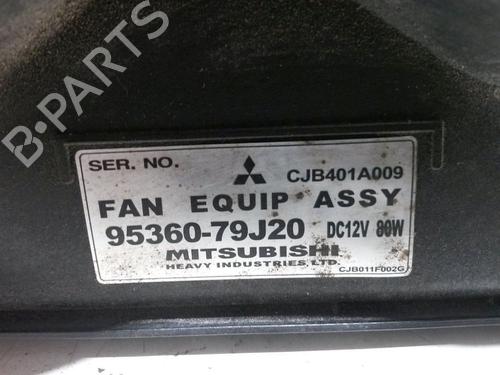 B-PARTS
SER. NO.
CJB401A009
FAN EQUIP ASSY
95360-79J20 DC12V 80W
MITSUBISHI
HEAVY INDUSTRIES, LTD.
CJB011F002G